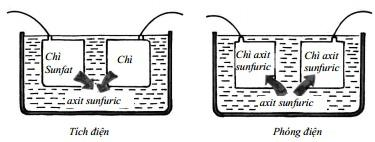 Chì
Sunfat
Chì
axit sunfuric
Tích điện
Chì axit
sunfuric
Chì axit
sunfuric
axit sunfuric
Phóng điện